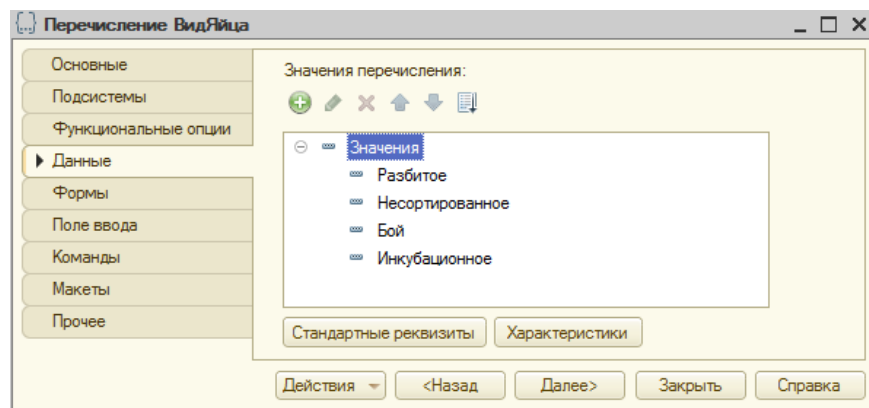 Перечисление ВидЯйца
Основные
Подсистемы
Функциональные опции
Данные
Формы
Поле ввода
Команды
Макеты
Прочее
Значения перечисления:
Значения
Разбитое
Несортированное
Бой
Инкубационное
Стандартные реквизиты Характеристики
Действия <Назад Далее> Закрыть Справка